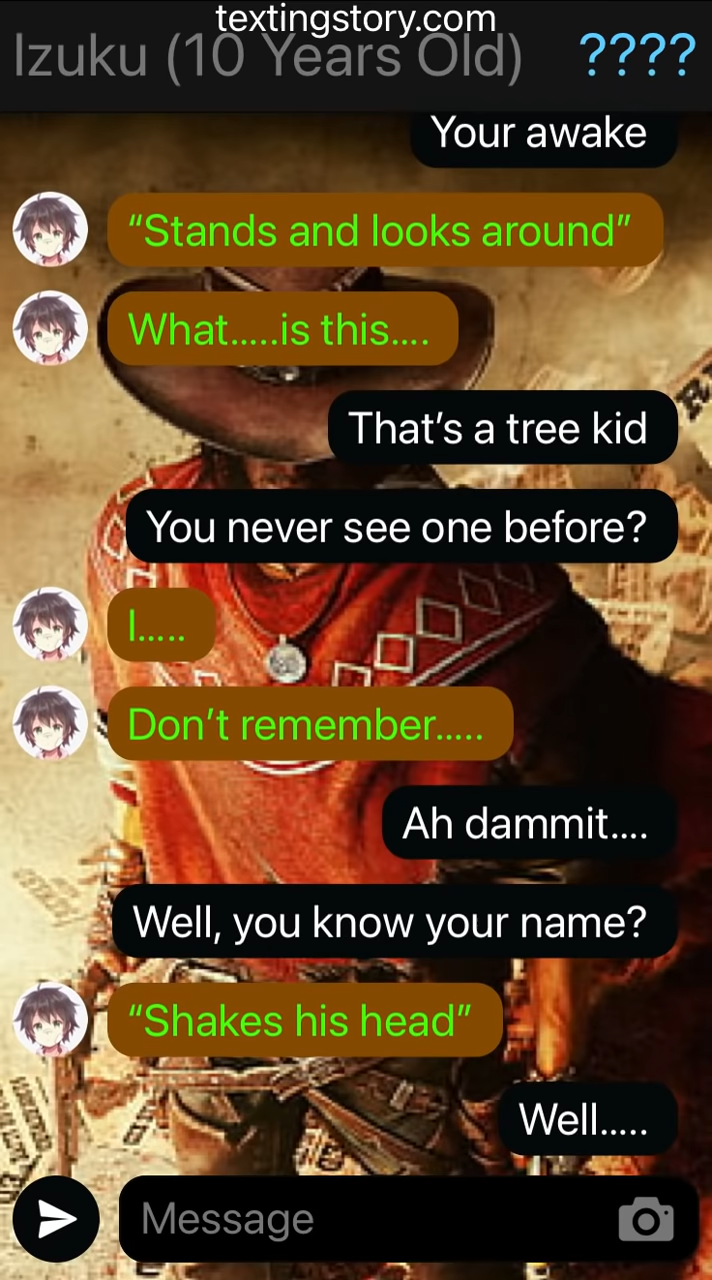 textingstory.com
Izuku (10 Years Old) ????
Your awake
“Stands and looks around”
What.....is this....
That’s a tree kid
You never see one before?
I.....
Don’t remember.....
Ah dammit....
Well, you know your name?
“Shakes his head”
Well.....
Message